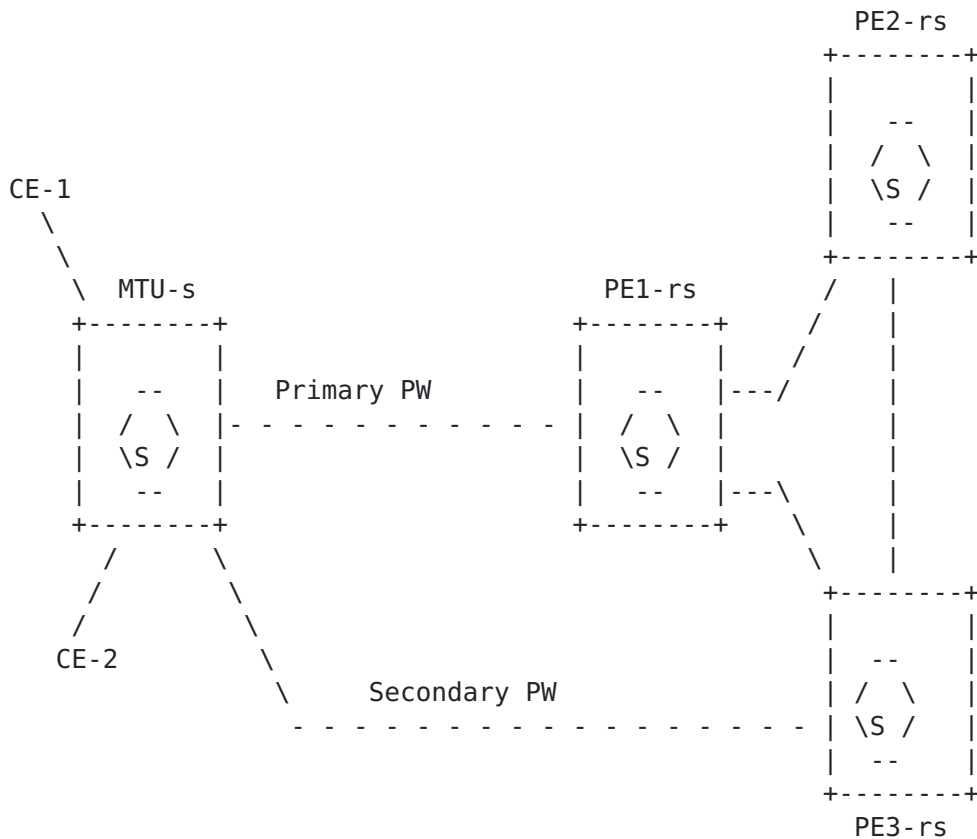 PE2-rs
+--------+
|        |
|   --   |
|  /  \  |
CE-1 |  \S /  |
\ |   --   |
\ +--------+
\ MTU-s PE1-rs / |
+--------+ +--------+ / |
|        | |        | / |
|   --   | Primary PW |   --   |---/ |
|  /  \  |- - - - - - - - - - - |  /  \  | |
|  \S /  | |  \S /  | |
|   --   | |   --   |---\ |
+--------+ +--------+ \ |
/ \ \ |
/ \ +--------+
/ \ |        |
CE-2 \ |  --    |
\ Secondary PW | /  \   |
- - - - - - - - - - - - - - - - | \S /   |
|  --    |
+--------+
PE3-rs